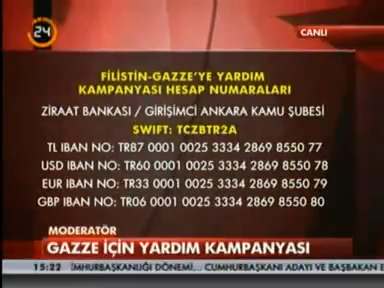 24
CANLI
FİLİSTİN-GAZZE'YE YARDIM
KAMPANYASI HESAP NUMARALARI
ZİRAAT BANKASI / GİRİŞİMCİ ANKARA KAMU ŞUBESİ
SWIFT: TCZBTR2A
TL IBAN NO: TR87 0001 0025 3334 2869 8550 77
USD IBAN NO: TR60 0001 0025 3334 2869 8550 78
EUR IBAN NO: TR33 0001 0025 3334 2869 8550 79
GBP IBAN NO: TR06 0001 0025 3334 2869 8550 80
MODERATÖR
GAZZE İÇİN YARDIM KAMPANYASI
15:22 İMHURBAŞKANLIĞI DÖNEMİ... CUMHURBAŞKANI ADAYI VE BAŞBAKAN E